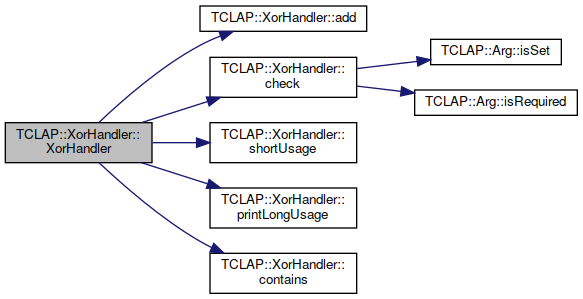 TCLAP::XorHandler::add
TCLAP::XorHandler::
check
TCLAP::Arg::isSet
TCLAP::Arg::isRequired
TCLAP::XorHandler::
XorHandler
TCLAP::XorHandler::
shortUsage
TCLAP::XorHandler::
printLongUsage
TCLAP::XorHandler::
contains